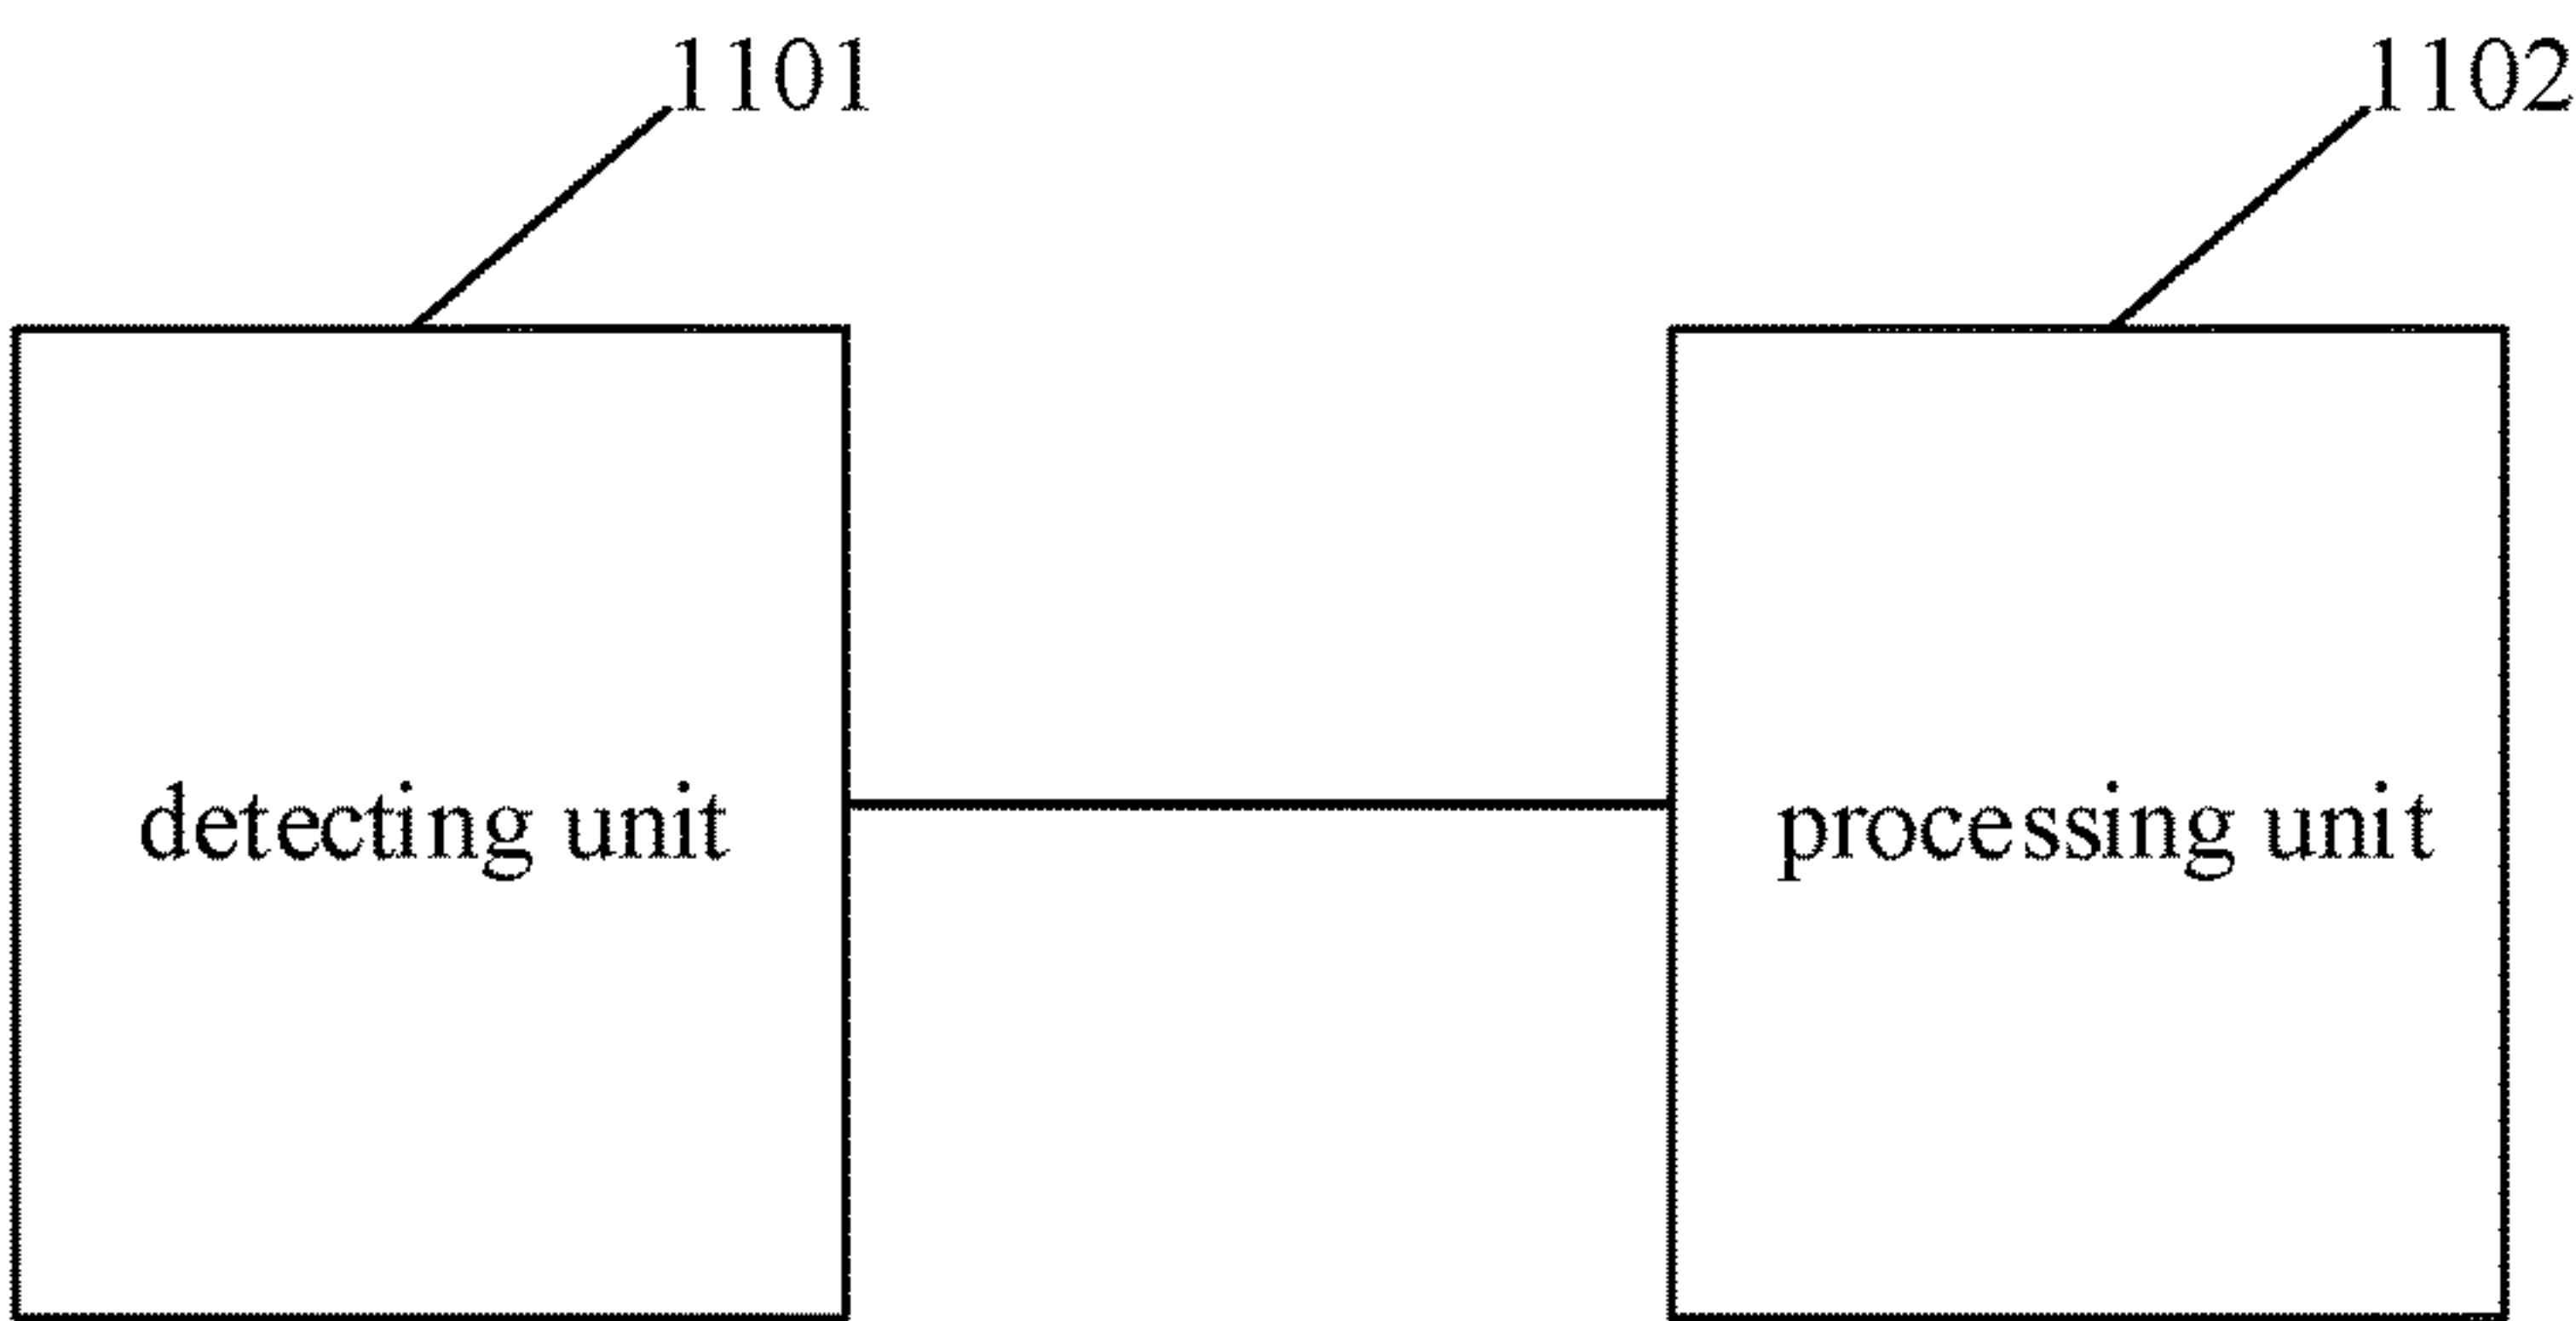 1101
1102
detecting unit
processing unit